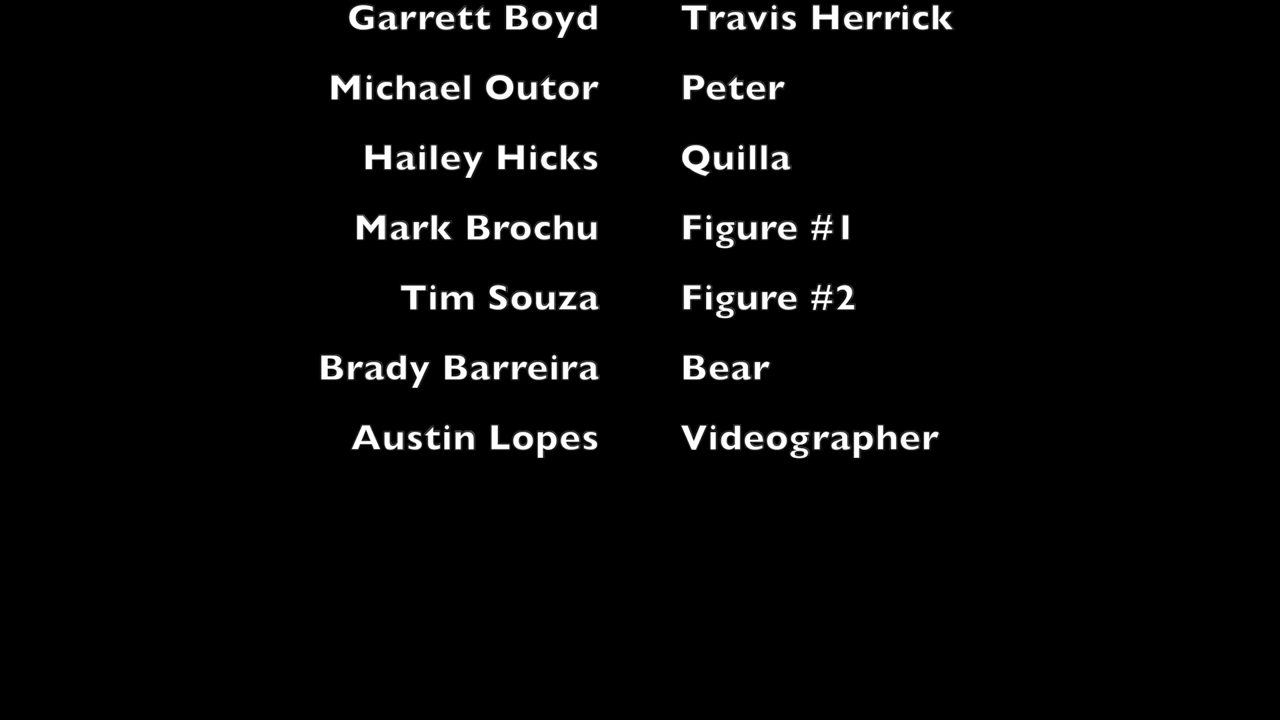 Garrett Boyd Travis Herrick
Michael Outor Peter
Hailey Hicks Quilla
Mark Brochu Figure #1
Tim Souza Figure #2
Brady Barreira Bear
Austin Lopes Videographer